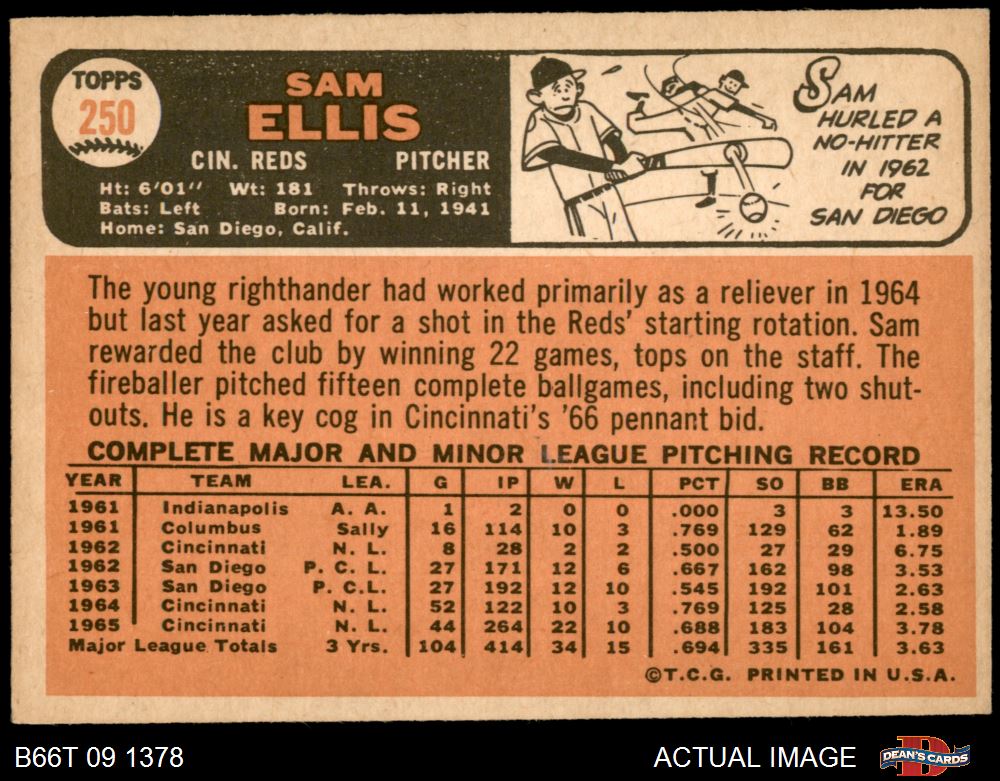 TOPPS
250
SAM
ELLIS
CIN. REDS PITCHER
Ht: 6'01" Wt: 181 Throws: Right
Bats: Left Born: Feb. 11, 1941
Home: San Diego, Calif.
SAM
HURLED A
NO-HITTER
IN 1962
FOR
SAN DIEGO
The young righthander had worked primarily as a reliever in 1964
but last year asked for a shot in the Reds' starting rotation. Sam
rewarded the club by winning 22 games, tops on the staff. The
fireballer pitched fifteen complete ballgames, including two shut-
outs. He is a key cog in Cincinnati's '66 pennant bid.
COMPLETE MAJOR AND MINOR LEAGUE PITCHING RECORD
YEAR TEAM LEA. G IP W L PCT SO BB ERA
1961 Indianapolis A. A. 1 2 0 0 .000 3 3 13.50
1961 Columbus Sally 16 114 10 3 .769 129 62 1.89
1962 Cincinnati N. L. 8 28 2 2 .500 27 29 6.75
1962 San Diego P. C. L. 27 171 12 6 .667 162 98 3.53
1963 San Diego P. C.L. 27 192 12 10 .545 192 101 2.63
1964 Cincinnati N. L. 52 122 10 3 .769 125 28 2.58
1965 Cincinnati N. L. 44 264 22 10 .688 183 104 3.78
Major League Totals 3 Yrs. 104 414 34 15 .694 335 161 3.63
©T.C.G. PRINTED IN U.S.A.
B66T 09 1378 ACTUAL IMAGE DEAN'S CARDS